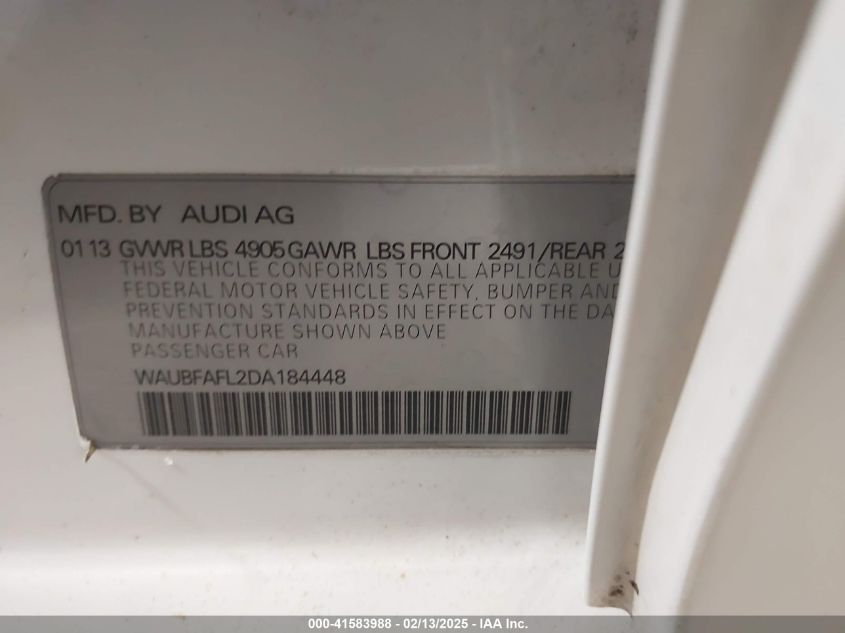 MFD. BY AUDI AG
01 13 GVWR LBS 4905 GAWR LBS FRONT 2491/REAR 2
THIS VEHICLE CONFORMS TO ALL APPLICABLE U
FEDERAL MOTOR VEHICLE SAFETY, BUMPER AND
PREVENTION STANDARDS IN EFFECT ON THE DA
MANUFACTURE SHOWN ABOVE
PASSENGER CAR
WAUBFAFL2DA184448
000-41583988 - 02/13/2025 - IAA Inc.